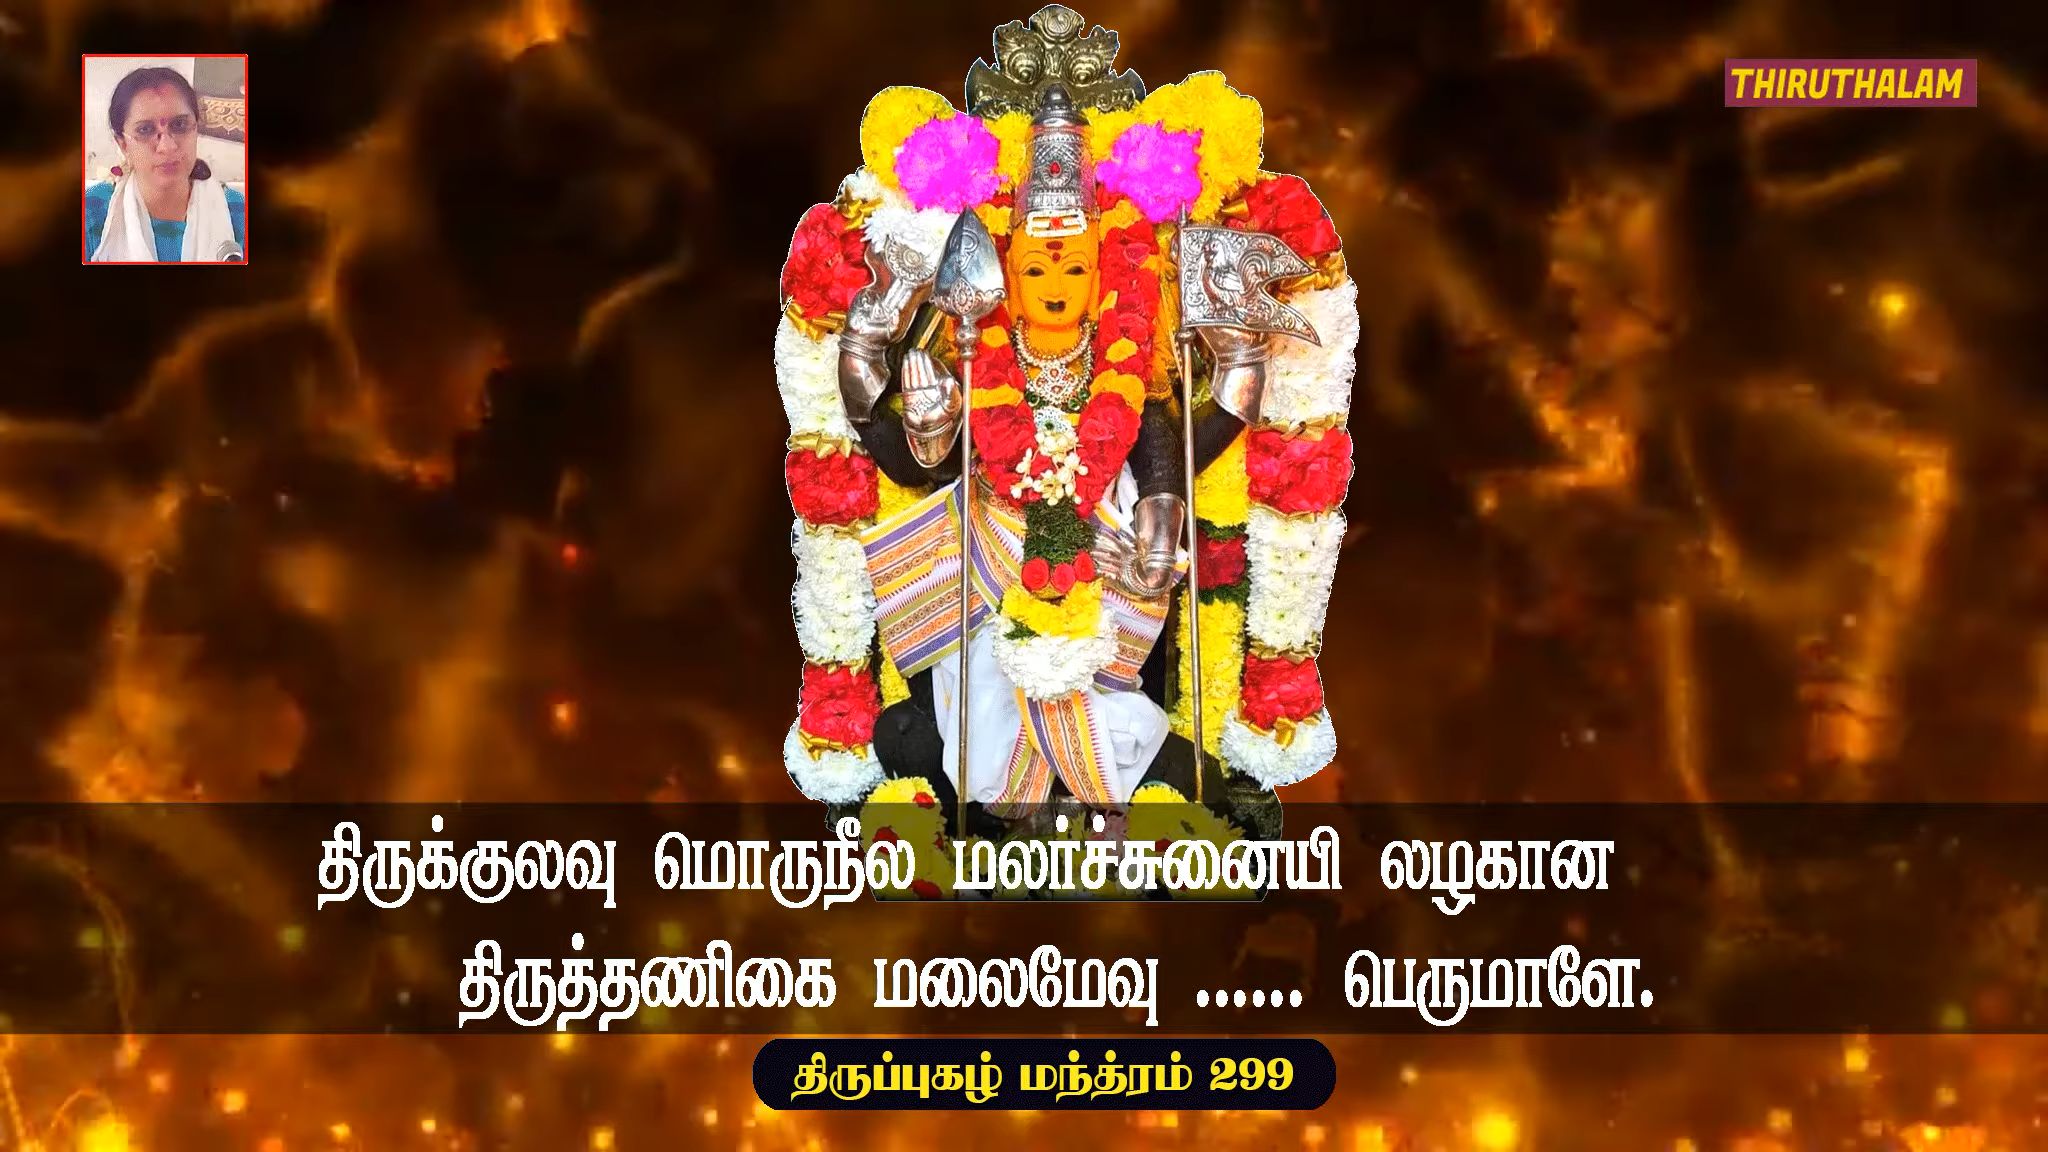 THIRUTHALAM
திருக்குலவு மொருநீல மலர்ச்சுனையி லழகான
திருத்தணிகை மலைமேவு ...... பெருமாளே.
திருப்புகழ் மந்த்ரம் 299